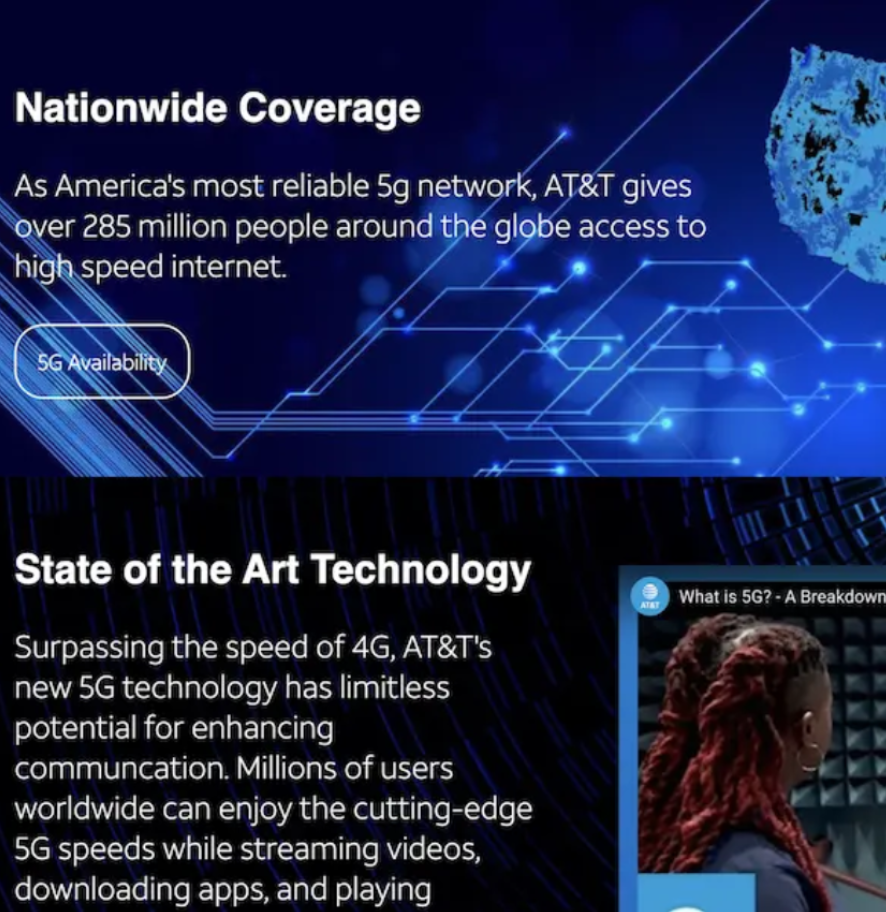 Nationwide Coverage
As America's most reliable 5g network, AT&T gives
over 285 million people around the globe access to
high speed internet.
5G Availability
State of the Art Technology
AT&T
What is 5G? - A Breakdown
Surpassing the speed of 4G, AT&T's
new 5G technology has limitless
potential for enhancing
communcation. Millions of users
worldwide can enjoy the cutting-edge
5G speeds while streaming videos,
downloading apps, and playing